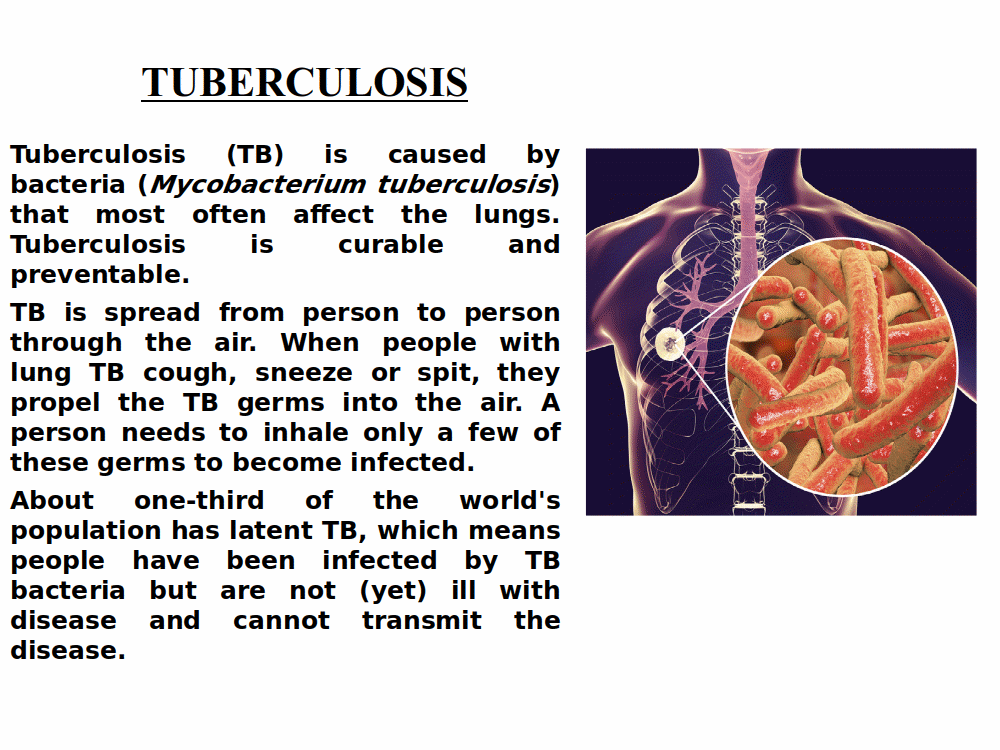 TUBERCULOSIS
Tuberculosis (TB) is caused by
bacteria (Mycobacterium tuberculosis)
that most often affect the lungs.
Tuberculosis is curable and
preventable.
TB is spread from person to person
through the air. When people with
lung TB cough, sneeze or spit, they
propel the TB germs into the air. A
person needs to inhale only a few of
these germs to become infected.
About one-third of the world's
population has latent TB, which means
people have been infected by TB
bacteria but are not (yet) ill with
disease and cannot transmit the
disease.